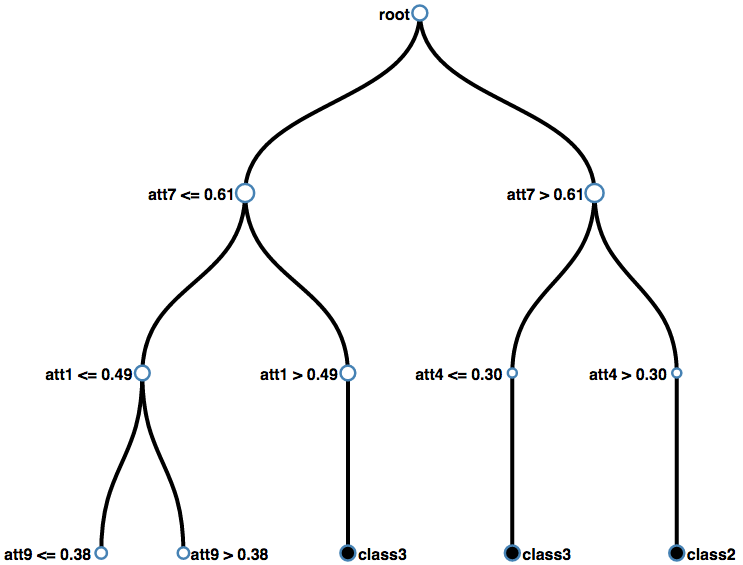 root
att7 <= 0.61
att7 > 0.61
att1 <= 0.49
att1 > 0.49
att4 <= 0.30
att4 > 0.30
att9 <= 0.38
att9 > 0.38
class3
class3
class2